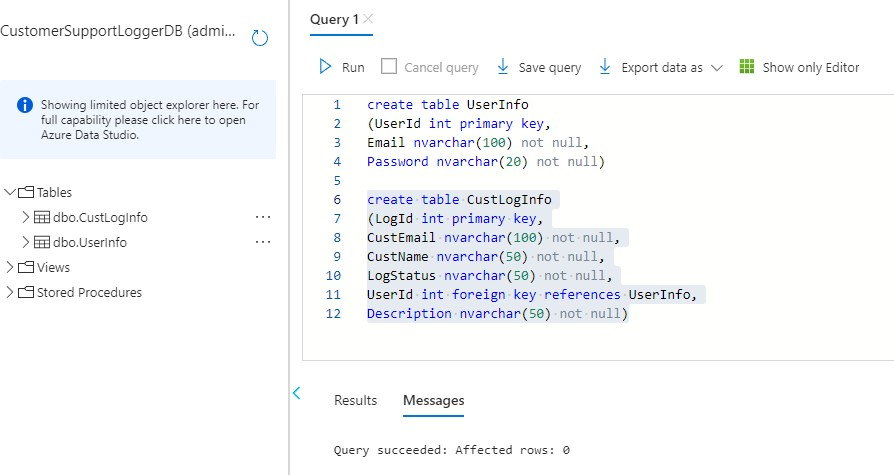 CustomerSupportLoggerDB (admi...
Showing limited object explorer here. For
full capability please click here to open
Azure Data Studio.
Tables
dbo.CustLogInfo ...
dbo.UserInfo ...
Views
Stored Procedures
Query 1
Run Cancel query Save query Export data as Show only Editor
1 create table UserInfo
2 (UserId int primary key,
3 Email nvarchar(100) not null,
4 Password nvarchar(20) not null)
5
6 create table CustLogInfo
7 (LogId int primary key,
8 CustEmail nvarchar(100) not null,
9 CustName nvarchar(50) not null,
10 LogStatus nvarchar(50) not null,
11 UserId int foreign key references UserInfo,
12 Description nvarchar(50) not null)
Results Messages
Query succeeded: Affected rows: 0